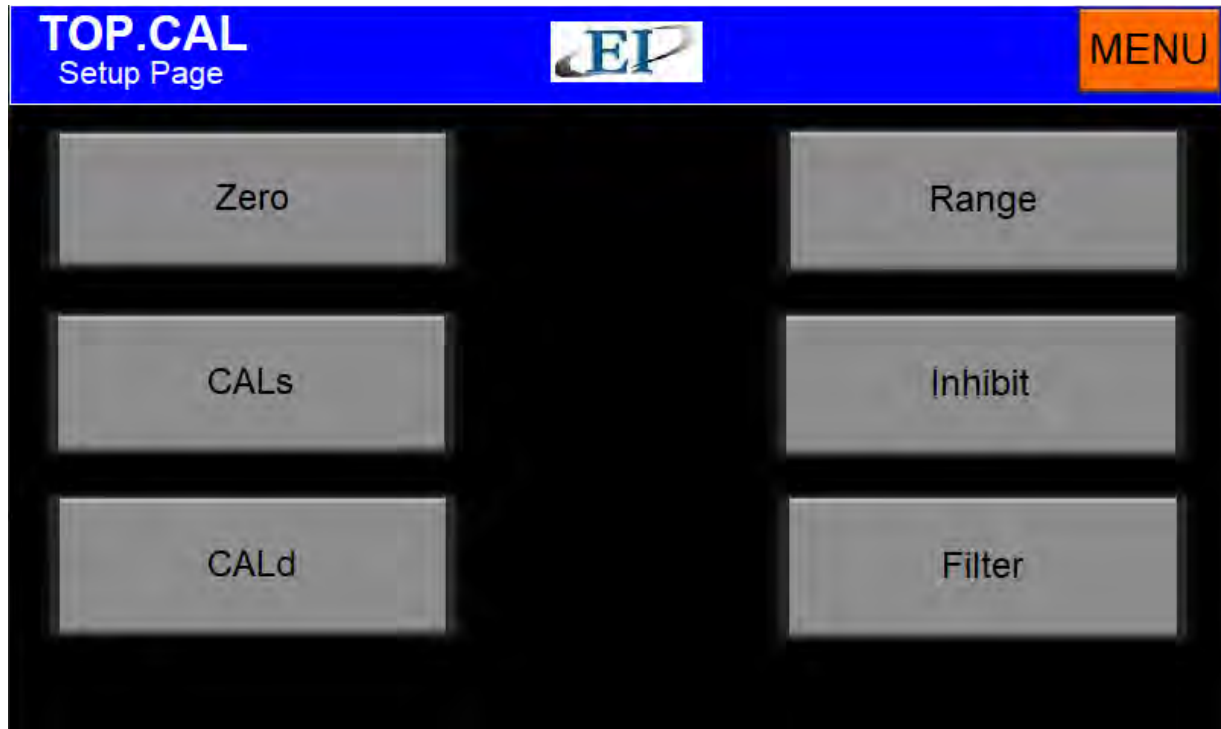 TOP.CAL
Setup Page
EI
MENU
Zero
Range
CALs
Inhibit
CALd
Filter